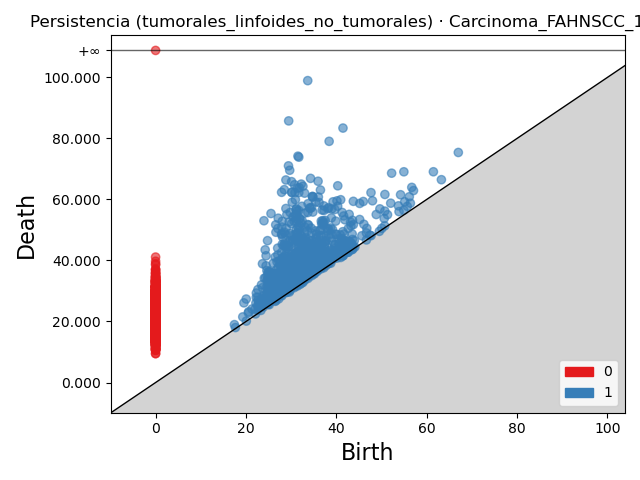 Persistencia (tumorales_linfoides_no_tumorales) · Carcinoma_FAHNSCC_1
+∞
100.000
80.000
60.000
40.000
20.000
0.000
Death
0
1
0 20 40 60 80 100
Birth